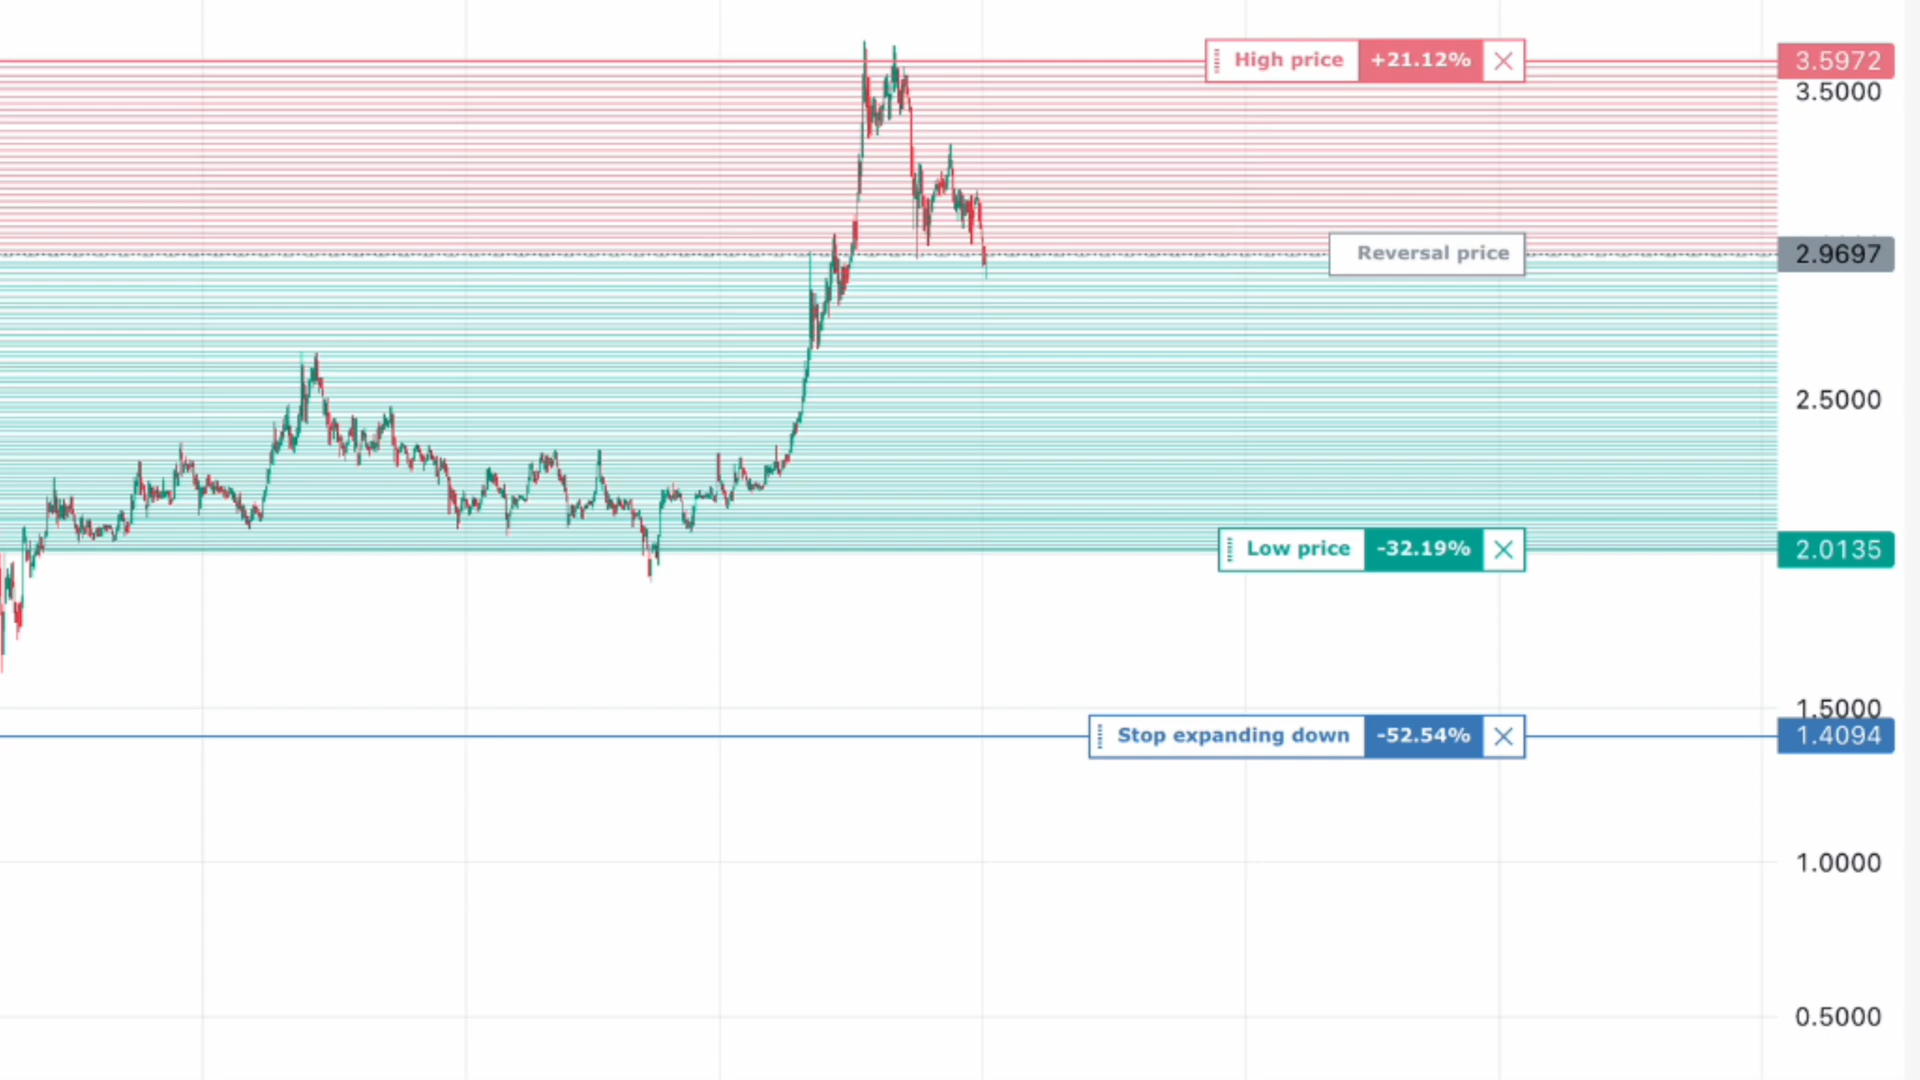 High price +21.12% 3.5972
3.5000
Reversal price 2.9697
2.5000
Low price -32.19% 2.0135
1.5000
Stop expanding down -52.54% 1.4094
1.0000
0.5000